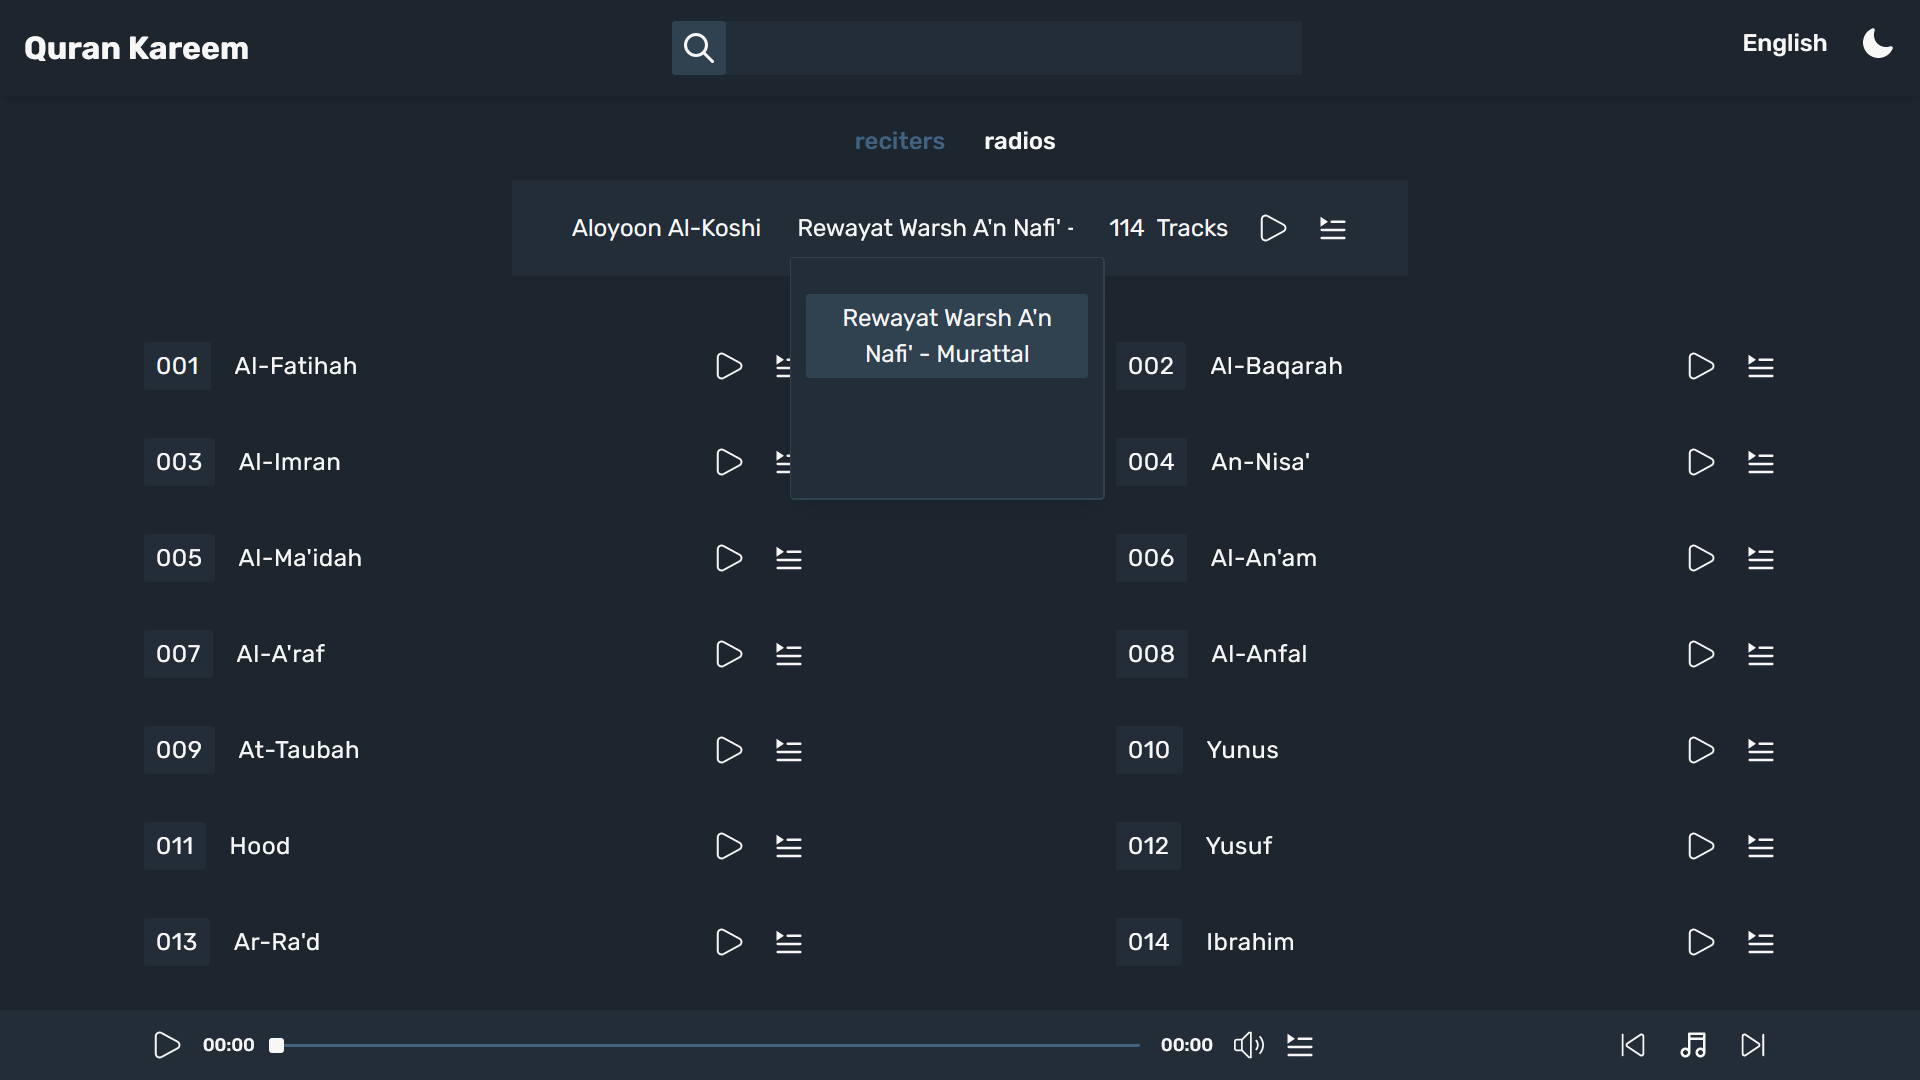 Quran Kareem
English
reciters radios
Aloyoon Al-Koshi Rewayat Warsh A'n Nafi' - 114 Tracks
Rewayat Warsh A'n
Nafi' - Murattal
001 Al-Fatihah
002 Al-Baqarah
003 Al-Imran
004 An-Nisa'
005 Al-Ma'idah
006 Al-An'am
007 Al-A'raf
008 Al-Anfal
009 At-Taubah
010 Yunus
011 Hood
012 Yusuf
013 Ar-Ra'd
014 Ibrahim
00:00 00:00